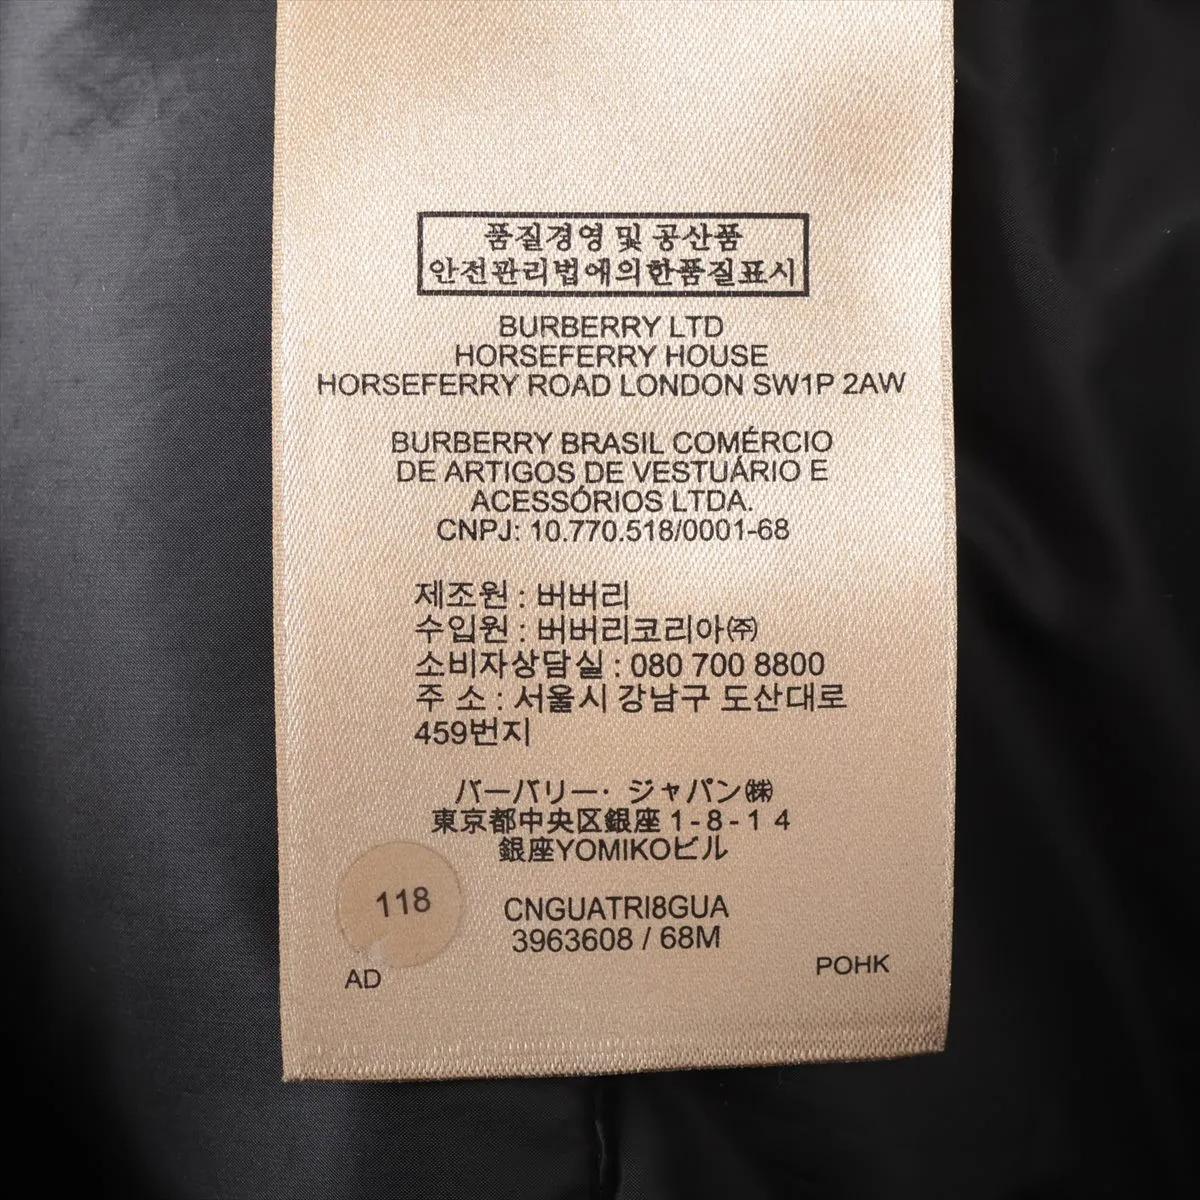 품질경영 및 공산품
안전관리법에의한품질표시
BURBERRY LTD
HORSEFERRY HOUSE
HORSEFERRY ROAD LONDON SW1P 2AW
BURBERRY BRASIL COMÉRCIO
DE ARTIGOS DE VESTUÁRIO E
ACESSÓRIOS LTDA.
CNPJ: 10.770.518/0001-68
제조원 : 버버리
수입원 : 버버리코리아㈜
소비자상담실 : 080 700 8800
주 소 : 서울시 강남구 도산대로
459번지
バーバリー・ジャパン㈱
東京都中央区銀座1-8-14
銀座YOMIKOビル
118
CNGUATRI8GUA
3963608 / 68M
AD
POHK